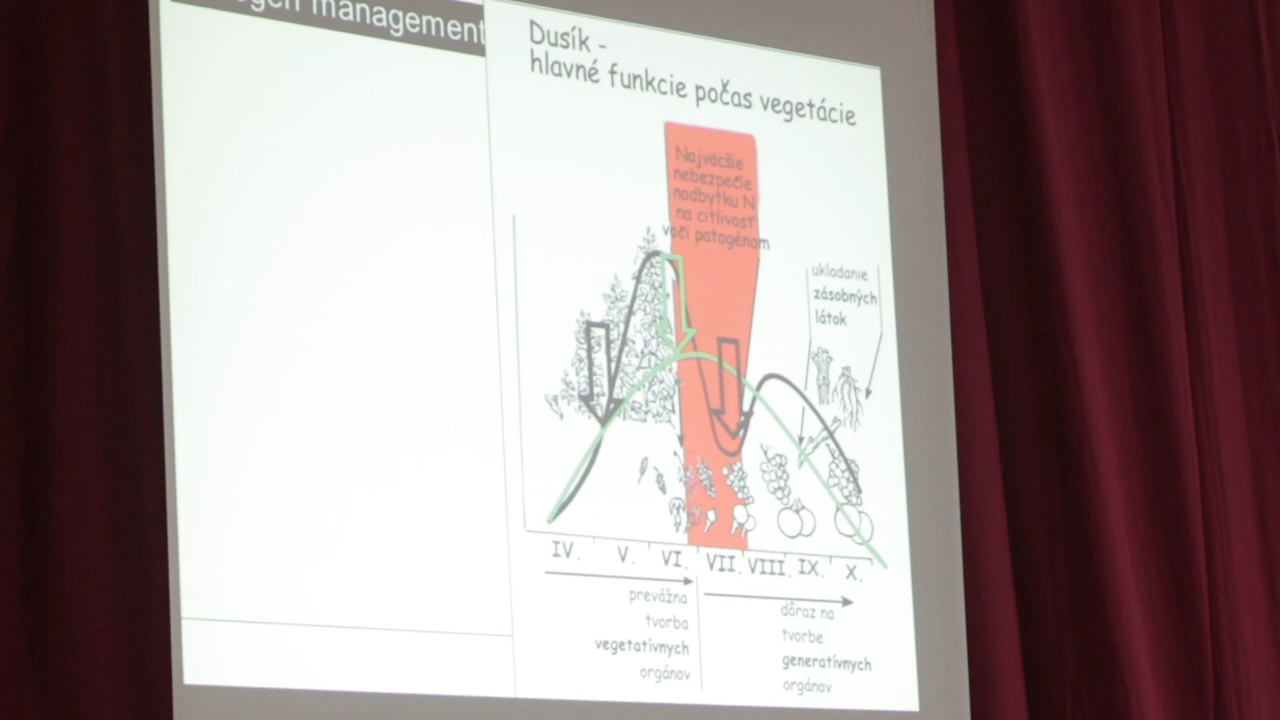 management
Dusík -
hlavné funkcie počas vegetácie
Najväčšie
nebezpečie
nadbytku N
na citlivosť
voči patogénom
ukladanie
zásobných
látok
IV. V. VI. VII. VIII. IX. X.
prevážna
tvorba
vegetatívnych
orgánov
dôraz na
tvorbe
generatívnych
orgánov